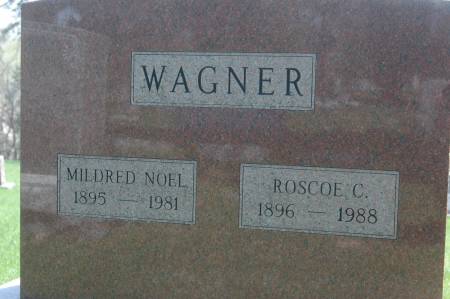 WAGNER
MILDRED NOEL
1895 — 1981
ROSCOE C.
1896 — 1988